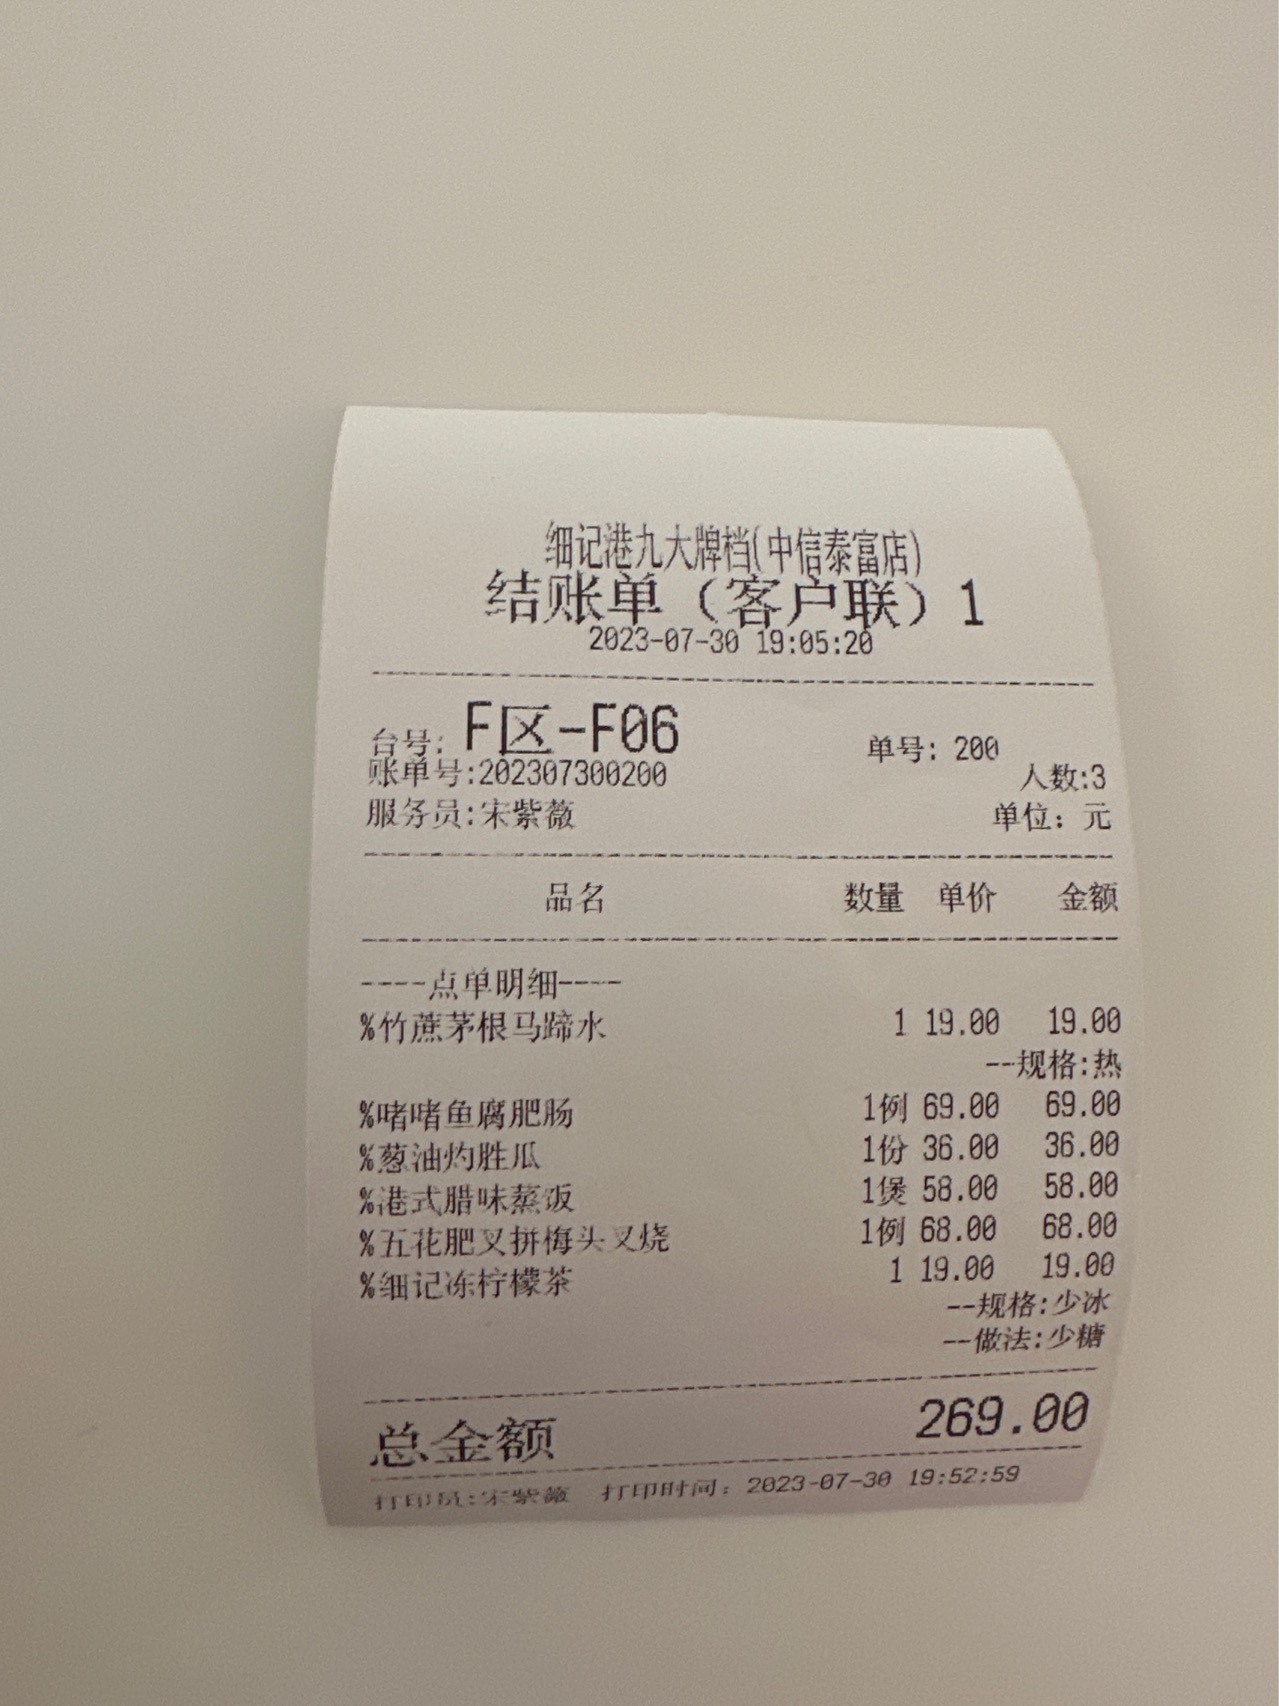 细记港九大牌档(中信泰富店)
结账单（客户联）1
2023-07-30 19:05:20
台号: F区-F06 单号: 200
账单号:202307300200 人数:3
服务员:宋紫薇 单位：元
品名 数量 单价 金额
----点单明细----
%竹蔗茅根马蹄水 1 19.00 19.00
--规格:热
%啫啫鱼腐肥肠 1例 69.00 69.00
%葱油灼胜瓜 1份 36.00 36.00
%港式腊味蒸饭 1煲 58.00 58.00
%五花肥叉拼梅头叉烧 1例 68.00 68.00
%细记冻柠檬茶 1 19.00 19.00
--规格:少冰
--做法:少糖
总金额 269.00
打印员:宋紫薇 打印时间：2023-07-30 19:52:59